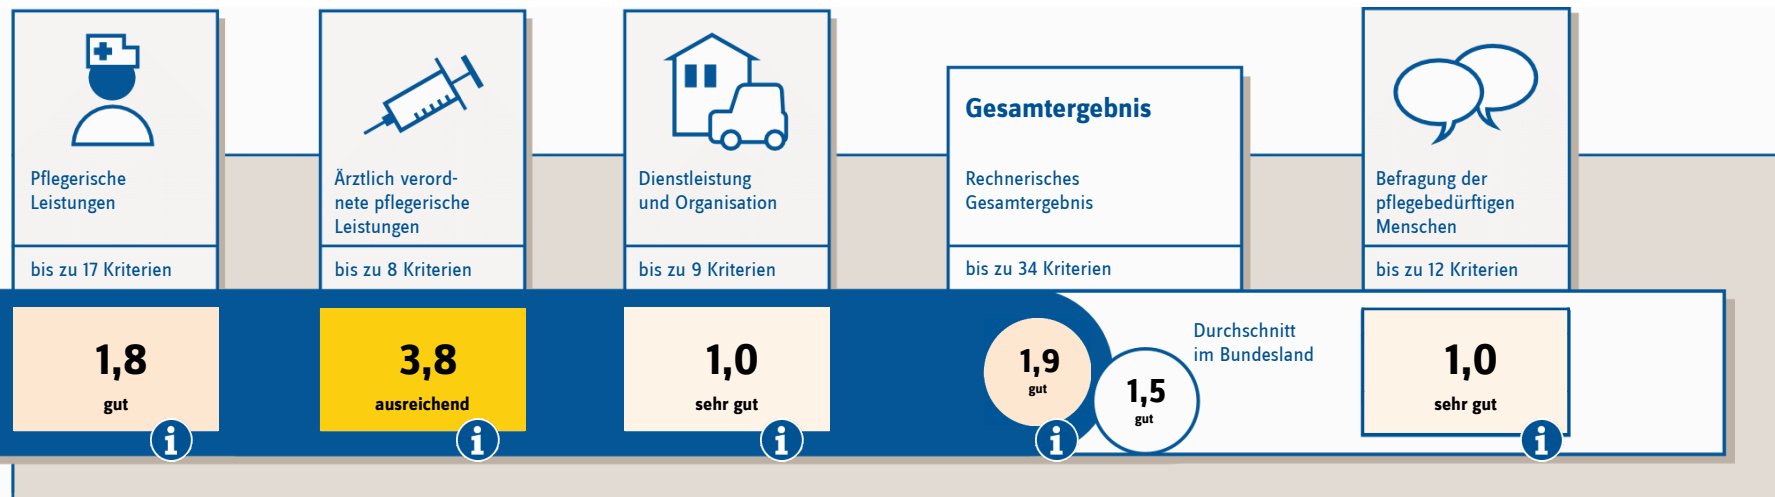 Pflegerische
Leistungen
bis zu 17 Kriterien
1,8
gut
i
Ärztlich verord-
nete pflegerische
Leistungen
bis zu 8 Kriterien
3,8
ausreichend
i
Dienstleistung
und Organisation
bis zu 9 Kriterien
1,0
sehr gut
i
Gesamtergebnis
Rechnerisches
Gesamtergebnis
bis zu 34 Kriterien
1,9
gut
i
Durchschnitt
im Bundesland
1,5
gut
Befragung der
pflegebedürftigen
Menschen
bis zu 12 Kriterien
1,0
sehr gut
i